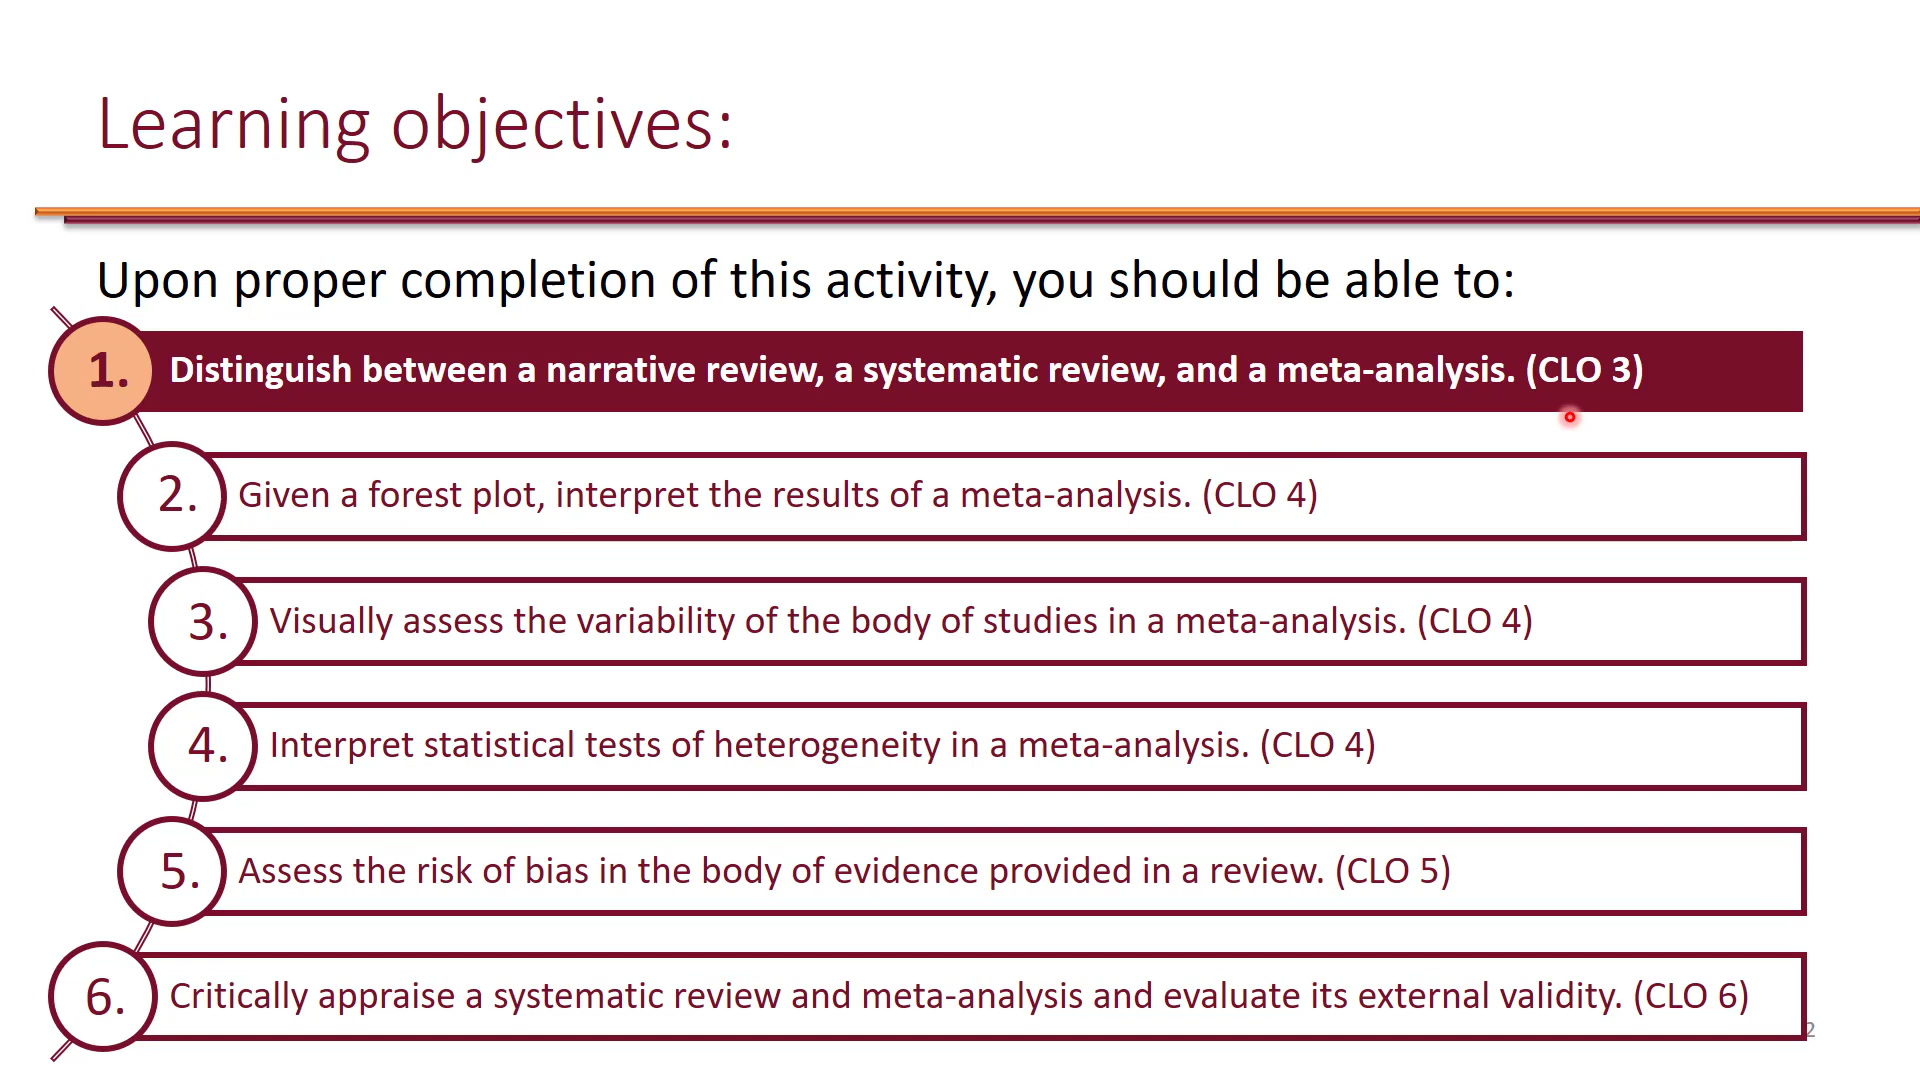 Learning objectives:
Upon proper completion of this activity, you should be able to:
1. Distinguish between a narrative review, a systematic review, and a meta-analysis. (CLO 3)
2. Given a forest plot, interpret the results of a meta-analysis. (CLO 4)
3. Visually assess the variability of the body of studies in a meta-analysis. (CLO 4)
4. Interpret statistical tests of heterogeneity in a meta-analysis. (CLO 4)
5. Assess the risk of bias in the body of evidence provided in a review. (CLO 5)
6. Critically appraise a systematic review and meta-analysis and evaluate its external validity. (CLO 6)
2